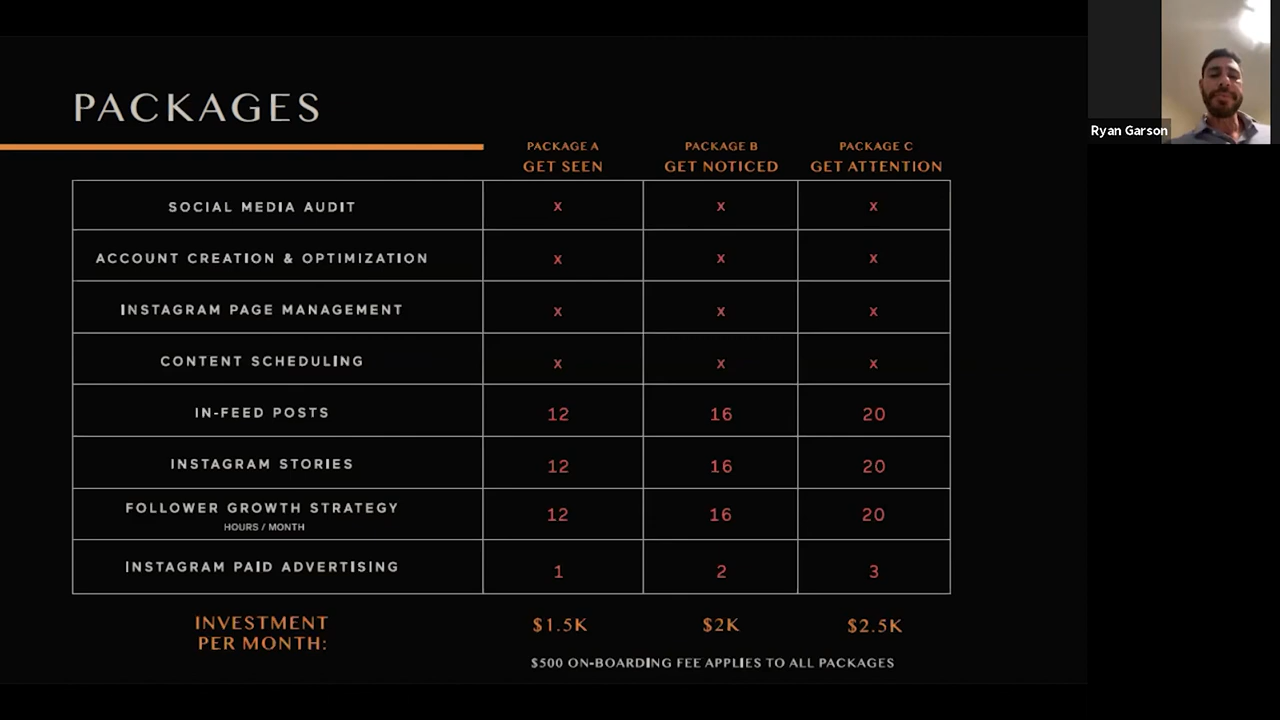 PACKAGES
Ryan Garson
PACKAGE A PACKAGE B PACKAGE C
GET SEEN GET NOTICED GET ATTENTION
SOCIAL MEDIA AUDIT x x x
ACCOUNT CREATION & OPTIMIZATION x x x
INSTAGRAM PAGE MANAGEMENT x x x
CONTENT SCHEDULING x x x
IN-FEED POSTS 12 16 20
INSTAGRAM STORIES 12 16 20
FOLLOWER GROWTH STRATEGY 12 16 20
HOURS / MONTH
INSTAGRAM PAID ADVERTISING 1 2 3
INVESTMENT
PER MONTH: $1.5K $2K $2.5K
$500 ON-BOARDING FEE APPLIES TO ALL PACKAGES